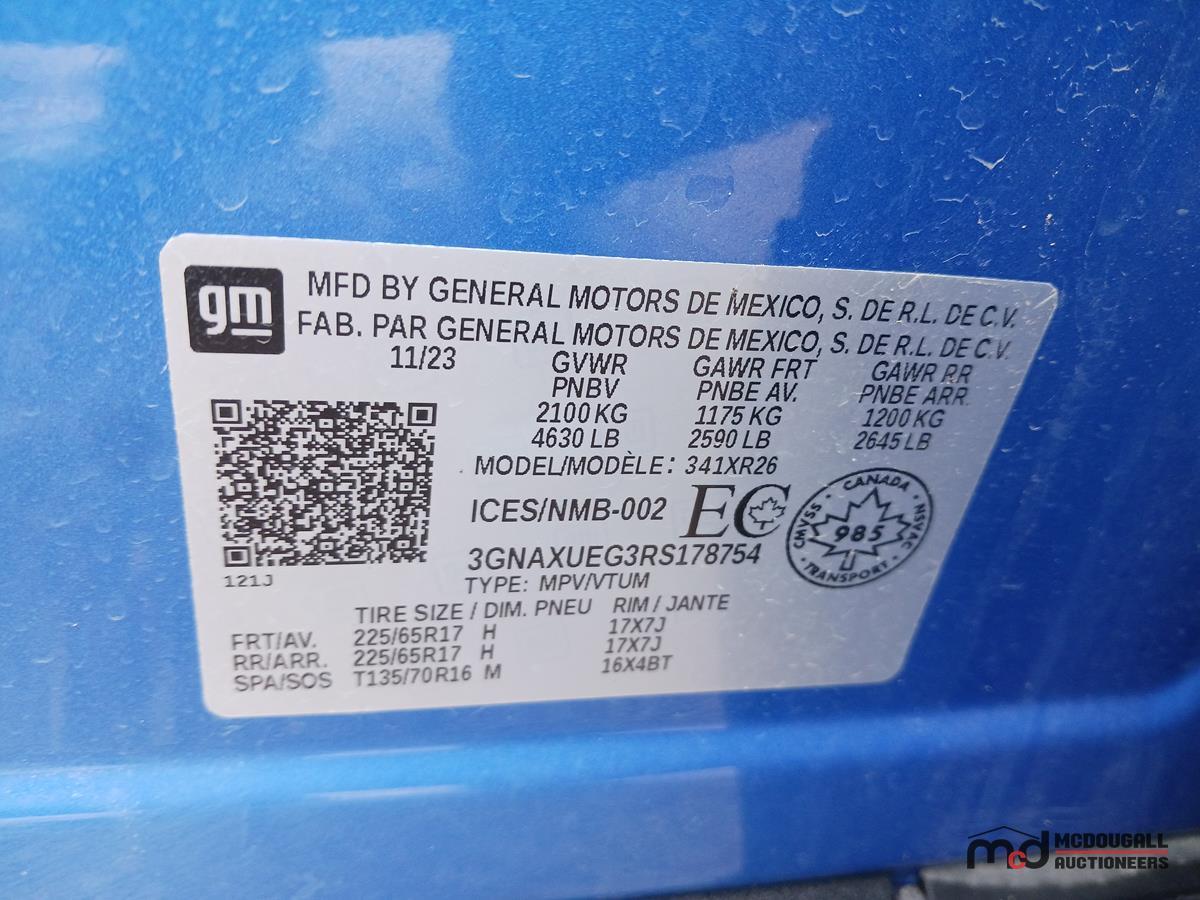 gm
MFD BY GENERAL MOTORS DE MEXICO, S. DE R.L. DE C.V.
FAB. PAR GENERAL MOTORS DE MEXICO, S. DE R.L. DE C.V.
11/23 GVWR GAWR FRT GAWR RR
PNBV PNBE AV. PNBE ARR.
2100 KG 1175 KG 1200 KG
4630 LB 2590 LB 2645 LB
MODEL/MODÈLE: 341XR26
ICES/NMB-002 EC
CANADA
CMVSS 985 NSVAC
TRANSPORT
3GNAXUEG3RS178754
121J
TYPE: MPV/VTUM
TIRE SIZE / DIM. PNEU RIM / JANTE
FRT/AV. 225/65R17 H 17X7J
RR/ARR. 225/65R17 H 17X7J
SPA/SOS T135/70R16 M 16X4BT
mcd MCDOUGALL
AUCTIONEERS